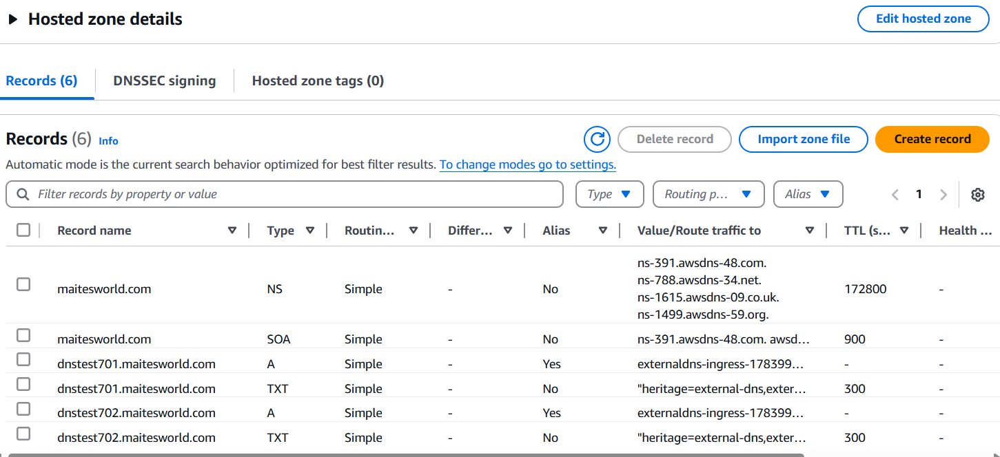 Hosted zone details
Edit hosted zone
Records (6)
DNSSEC signing
Hosted zone tags (0)
Records (6) Info
Delete record
Import zone file
Create record
Automatic mode is the current search behavior optimized for best filter results. To change modes go to settings.
Filter records by property or value
Type
Routing p...
Alias
1
Record name Type Routin... Differ... Alias Value/Route traffic to TTL (s... Health ...
ns-391.awsdns-48.com.
ns-788.awsdns-34.net.
maitesworld.com NS Simple - No 172800 -
ns-1615.awsdns-09.co.uk.
ns-1499.awsdns-59.org.
maitesworld.com SOA Simple - No ns-391.awsdns-48.com. awsd... 900 -
dnstest701.maitesworld.com A Simple - Yes externaldns-ingress-178399... - -
dnstest701.maitesworld.com TXT Simple - No "heritage=external-dns,exter... 300 -
dnstest702.maitesworld.com A Simple - Yes externaldns-ingress-178399... - -
dnstest702.maitesworld.com TXT Simple - No "heritage=external-dns,exter... 300 -